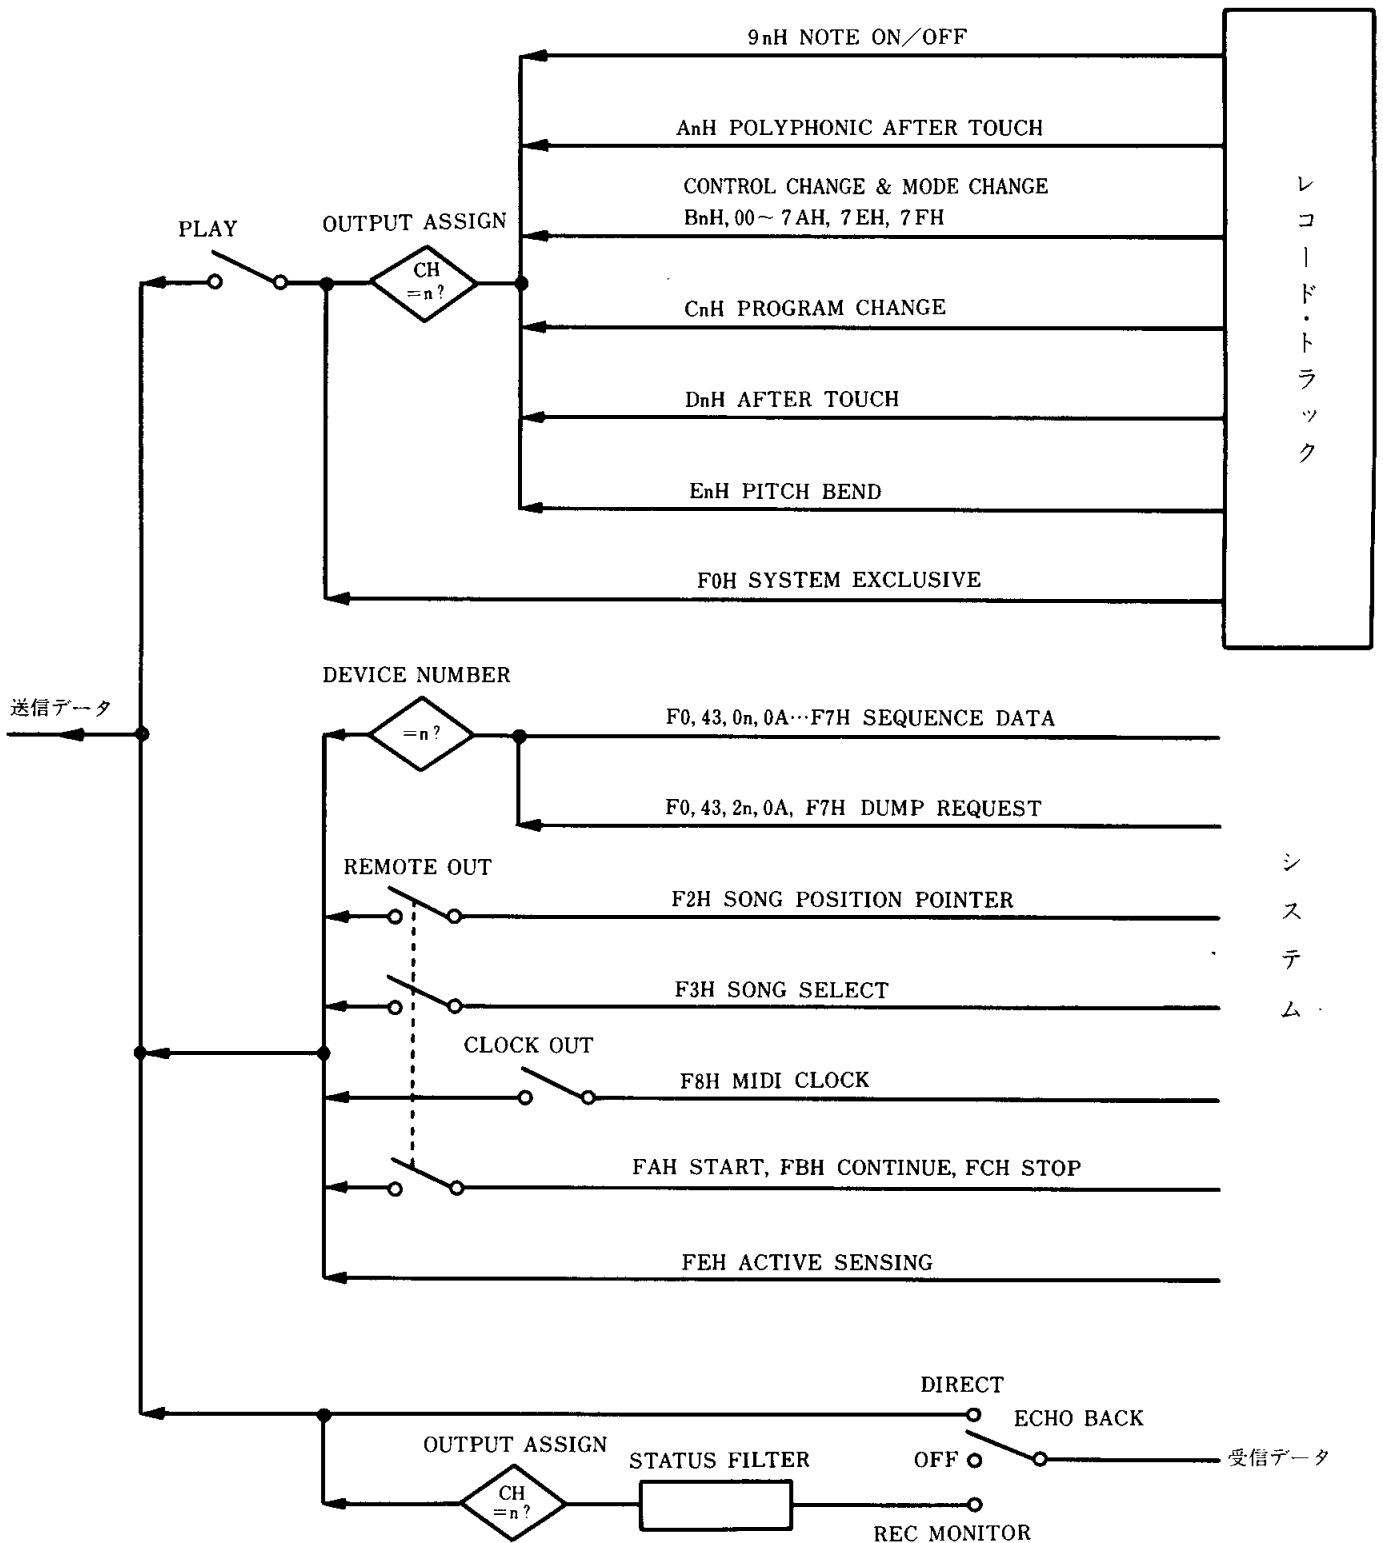 9nH NOTE ON／OFF
AnH POLYPHONIC AFTER TOUCH
CONTROL CHANGE & MODE CHANGE
BnH, 00～7AH, 7EH, 7FH
PLAY
OUTPUT ASSIGN
CH
=n?
CnH PROGRAM CHANGE
DnH AFTER TOUCH
EnH PITCH BEND
F0H SYSTEM EXCLUSIVE
レコード・トラック
DEVICE NUMBER
=n?
送信データ
F0, 43, 0n, 0A…F7H SEQUENCE DATA
F0, 43, 2n, 0A, F7H DUMP REQUEST
REMOTE OUT
F2H SONG POSITION POINTER
F3H SONG SELECT
CLOCK OUT
F8H MIDI CLOCK
FAH START, FBH CONTINUE, FCH STOP
FEH ACTIVE SENSING
システム
DIRECT
ECHO BACK
OFF
受信データ
OUTPUT ASSIGN
CH
=n?
STATUS FILTER
REC MONITOR